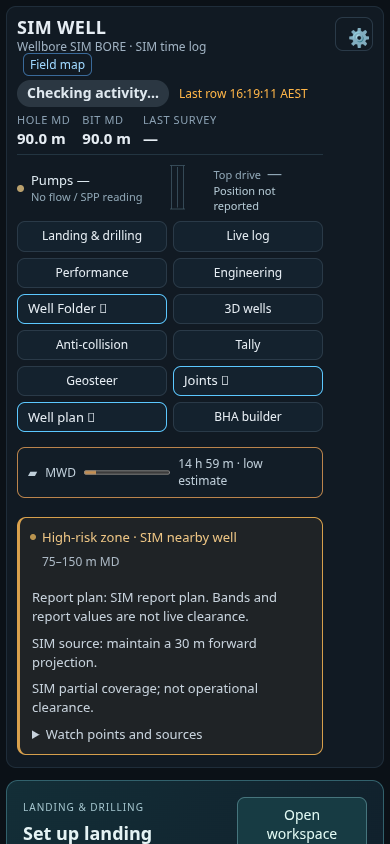 SIM WELL
Wellbore SIM BORE · SIM time log
Field map
Checking activity...
Last row 16:19:11 AEST
HOLE MD BIT MD LAST SURVEY
90.0 m 90.0 m —
Pumps —
No flow / SPP reading
Top drive —
Position not
reported
Landing & drilling
Live log
Performance
Engineering
Well Folder
3D wells
Anti-collision
Tally
Geosteer
Joints
Well plan
BHA builder
MWD
14 h 59 m · low
estimate
High-risk zone · SIM nearby well
75–150 m MD
Report plan: SIM report plan. Bands and
report values are not live clearance.
SIM source: maintain a 30 m forward
projection.
SIM partial coverage; not operational
clearance.
Watch points and sources
LANDING & DRILLING
Set up landing
Open
workspace